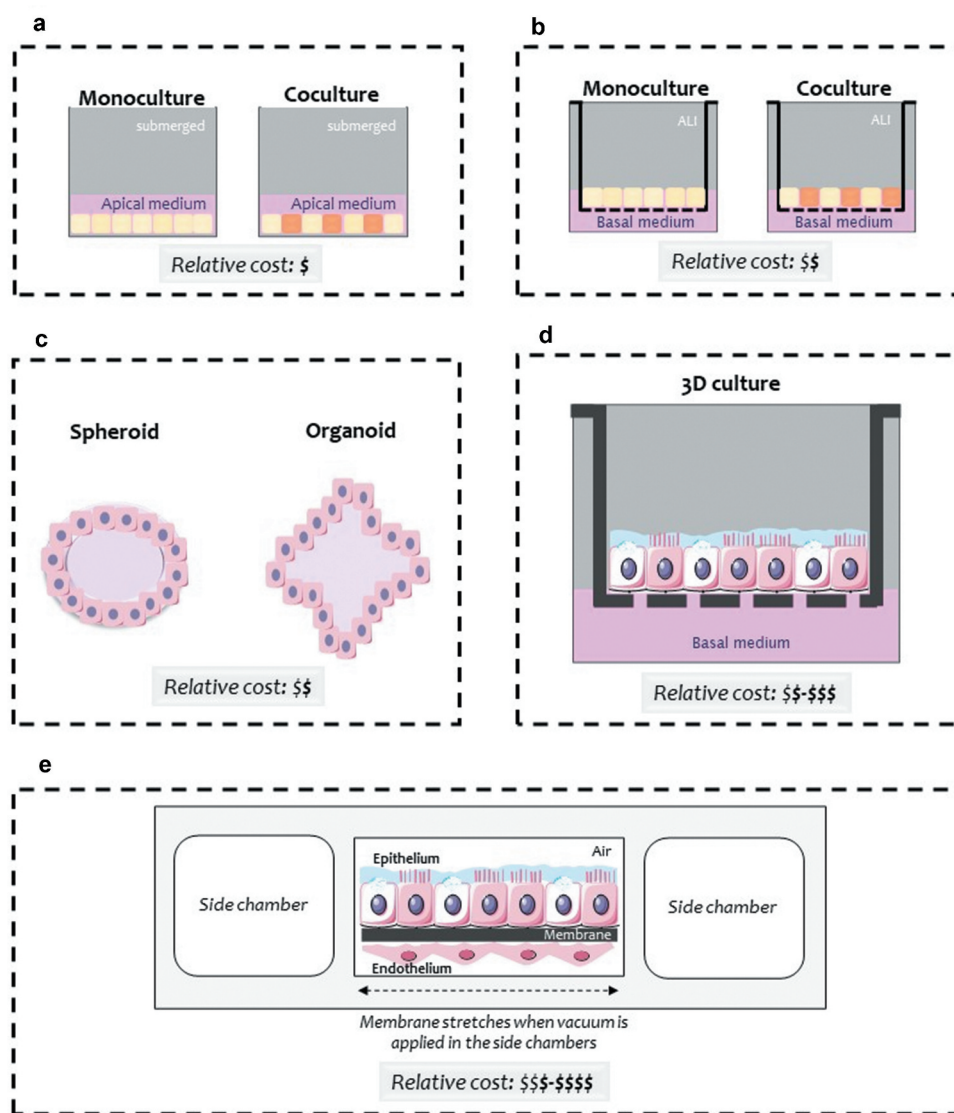 a
Monoculture
submerged
Apical medium
Coculture
submerged
Apical medium
Relative cost: $
b
Monoculture
ALI
Basal medium
Coculture
ALI
Basal medium
Relative cost: $$
c
Spheroid
Organoid
Relative cost: $$
d
3D culture
Basal medium
Relative cost: $$-$$$
e
Side chamber
Epithelium
Air
Membrane
Endothelium
Side chamber
Membrane stretches when vacuum is
applied in the side chambers
Relative cost: $$$-$$$$